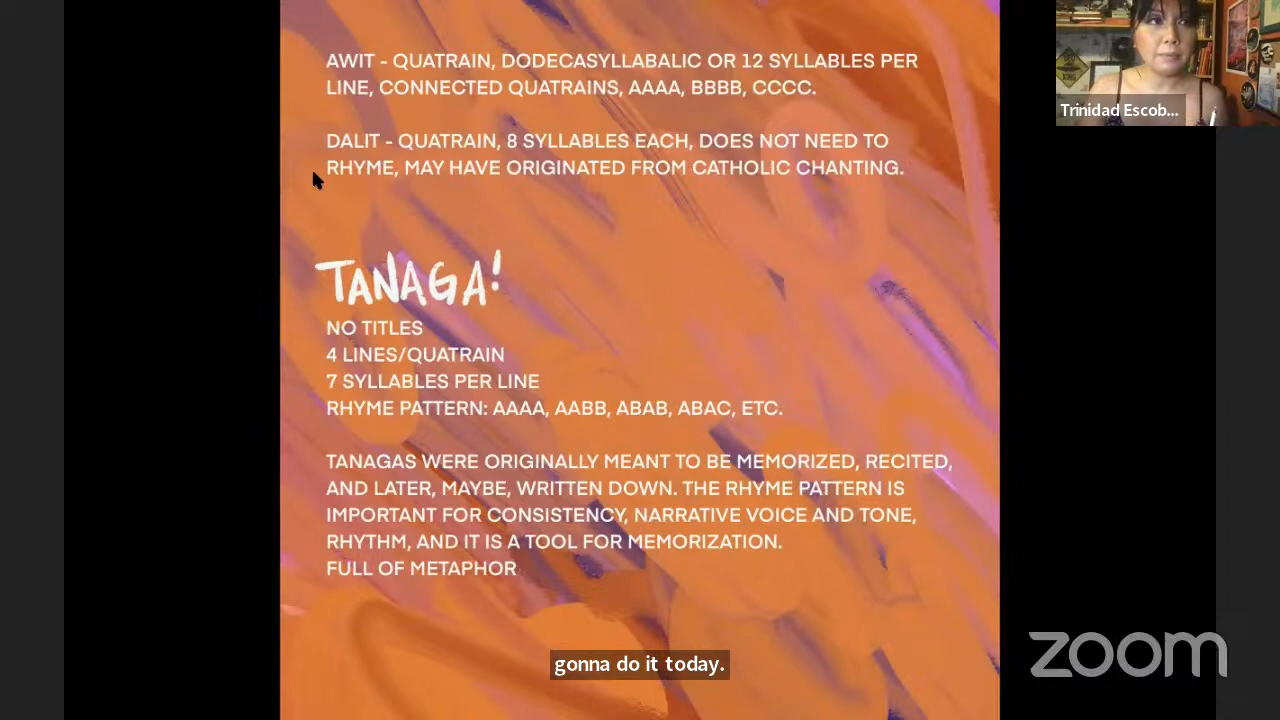 AWIT - QUATRAIN, DODECASYLLABALIC OR 12 SYLLABLES PER
LINE, CONNECTED QUATRAINS, AAAA, BBBB, CCCC.
DALIT - QUATRAIN, 8 SYLLABLES EACH, DOES NOT NEED TO
RHYME, MAY HAVE ORIGINATED FROM CATHOLIC CHANTING.
TANAGA!
NO TITLES
4 LINES/QUATRAIN
7 SYLLABLES PER LINE
RHYME PATTERN: AAAA, AABB, ABAB, ABAC, ETC.
TANAGAS WERE ORIGINALLY MEANT TO BE MEMORIZED, RECITED,
AND LATER, MAYBE, WRITTEN DOWN. THE RHYME PATTERN IS
IMPORTANT FOR CONSISTENCY, NARRATIVE VOICE AND TONE,
RHYTHM, AND IT IS A TOOL FOR MEMORIZATION.
FULL OF METAPHOR
Trinidad Escob...
gonna do it today.
zoom